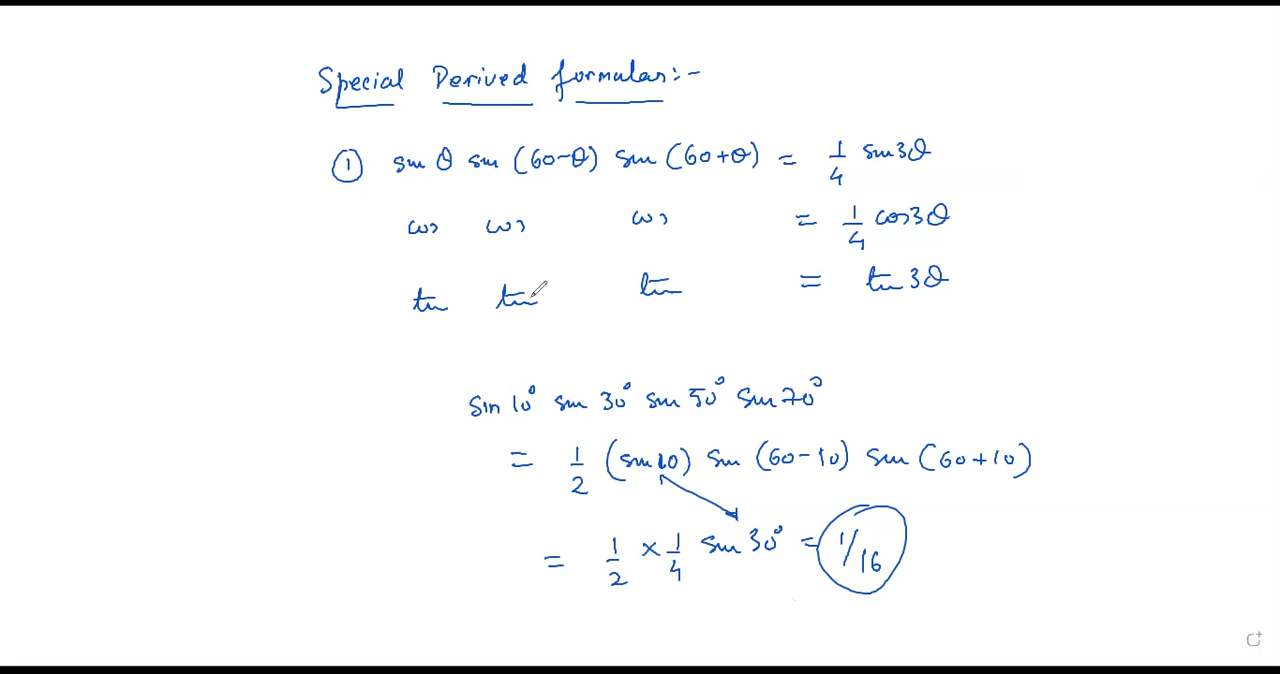 Special Derived formulas:-
① sin θ sin (60-θ) sin (60+θ) = 1/4 sin3θ
cos cos cos = 1/4 cos3θ
tan tan tan = tan 3θ
sin 10° sin 30° sin 50° sin 70°
= 1/2 (sin 10) sin (60-10) sin (60+10)
= 1/2 × 1/4 sin 30° = 1/16